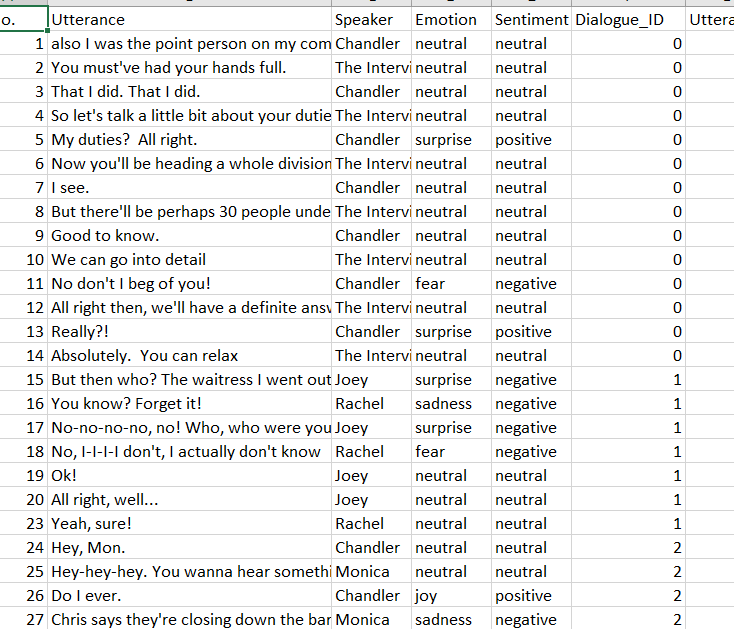 o. Utterance Speaker Emotion Sentiment Dialogue_ID Uttera
1 also I was the point person on my com Chandler neutral neutral 0
2 You must've had your hands full. The Intervi neutral neutral 0
3 That I did. That I did. Chandler neutral neutral 0
4 So let's talk a little bit about your dutie The Intervi neutral neutral 0
5 My duties?  All right. Chandler surprise positive 0
6 Now you'll be heading a whole division The Intervi neutral neutral 0
7 I see. Chandler neutral neutral 0
8 But there'll be perhaps 30 people unde The Intervi neutral neutral 0
9 Good to know. Chandler neutral neutral 0
10 We can go into detail The Intervi neutral neutral 0
11 No don't I beg of you! Chandler fear negative 0
12 All right then, we'll have a definite answ The Intervi neutral neutral 0
13 Really?! Chandler surprise positive 0
14 Absolutely.  You can relax The Intervi neutral neutral 0
15 But then who? The waitress I went out Joey surprise negative 1
16 You know? Forget it! Rachel sadness negative 1
17 No-no-no-no, no! Who, who were you Joey surprise negative 1
18 No, I-I-I-I don't, I actually don't know Rachel fear negative 1
19 Ok! Joey neutral neutral 1
20 All right, well... Joey neutral neutral 1
23 Yeah, sure! Rachel neutral neutral 1
24 Hey, Mon. Chandler neutral neutral 2
25 Hey-hey-hey. You wanna hear somethi Monica neutral neutral 2
26 Do I ever. Chandler joy positive 2
27 Chris says they're closing down the bar Monica sadness negative 2